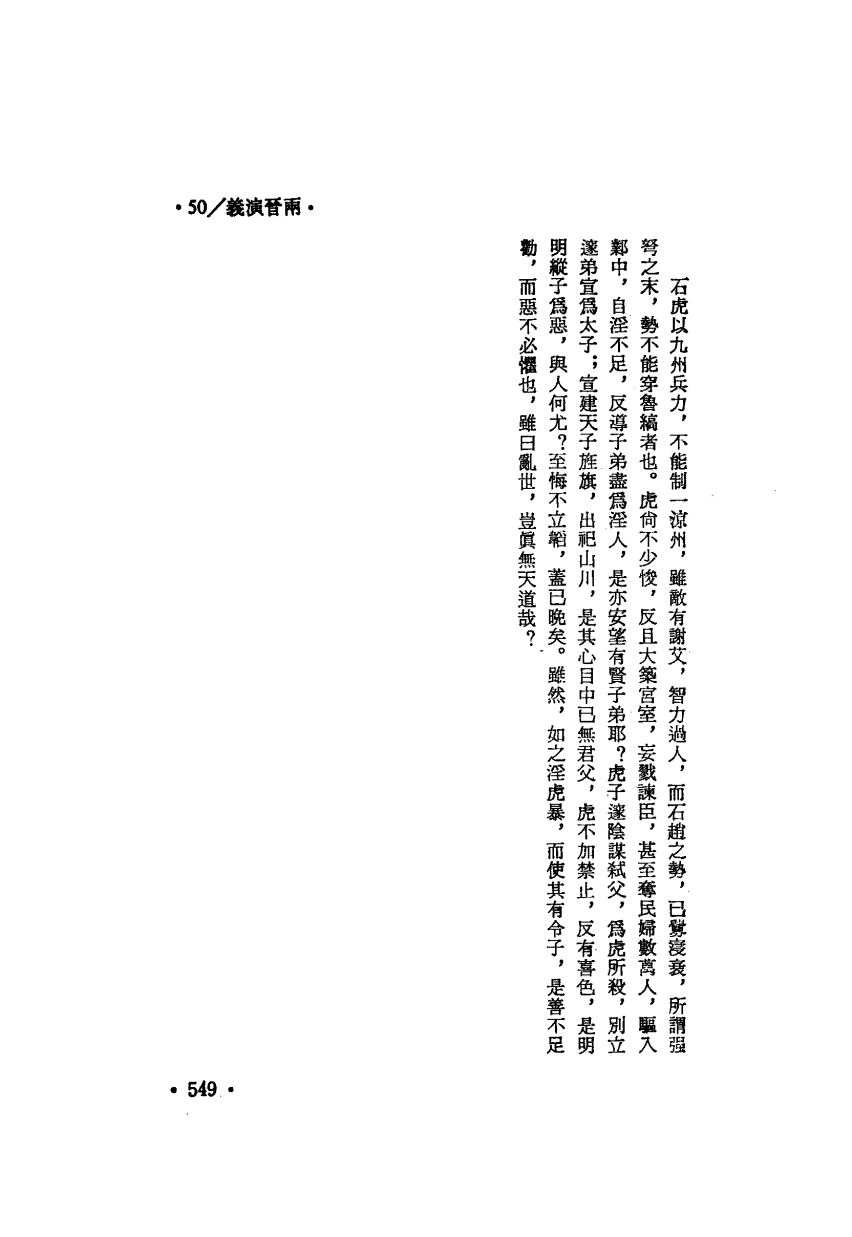 ·50／義演晉兩·
石虎以九州兵力，不能制一涼州，雖敵有謝艾，智力過人，而石趙之勢，已覺寖衰，所謂强
弩之末，勢不能穿魯縞者也。虎尙不少悛，反且大築宮室，妄戮諫臣，甚至奪民婦數萬人，驅入
鄴中，自淫不足，反導子弟盡爲淫人，是亦安望有賢子弟耶？虎子邃陰謀弒父，爲虎所殺，別立
邃弟宣爲太子；宣建天子旌旗，出祀山川，是其心目中已無君父，虎不加禁止，反有喜色，是明
明縱子爲惡，與人何尤？至悔不立韜，蓋已晚矣。雖然，如之淫虎暴，而使其有令子，是善不足
勸，而惡不必懼也，雖曰亂世，豈眞無天道哉？
·549·